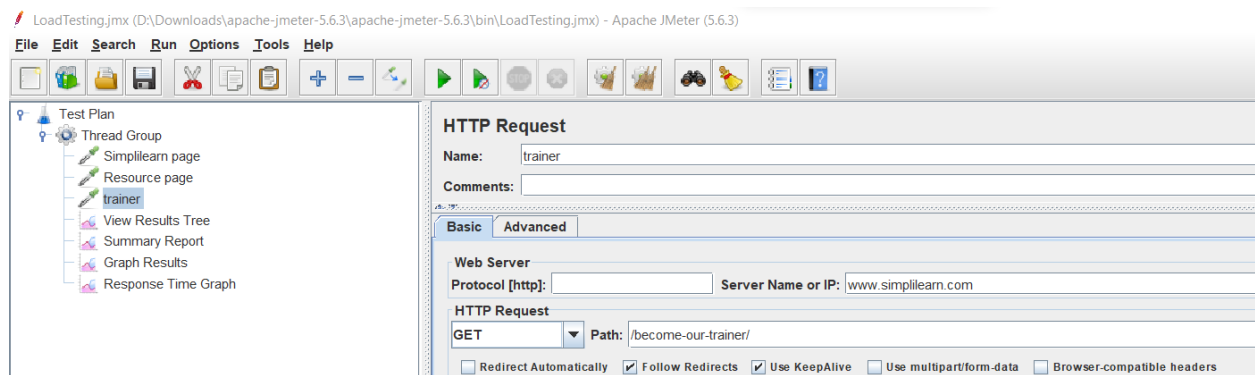 LoadTesting.jmx (D:\Downloads\apache-jmeter-5.6.3\apache-jmeter-5.6.3\bin\LoadTesting.jmx) - Apache JMeter (5.6.3)
File Edit Search Run Options Tools Help
STOP
Test Plan
Thread Group
Simplilearn page
Resource page
trainer
View Results Tree
Summary Report
Graph Results
Response Time Graph
HTTP Request
Name: trainer
Comments:
Basic Advanced
Web Server
Protocol [http]: Server Name or IP: www.simplilearn.com
HTTP Request
GET Path: /become-our-trainer/
Redirect Automatically Follow Redirects Use KeepAlive Use multipart/form-data Browser-compatible headers